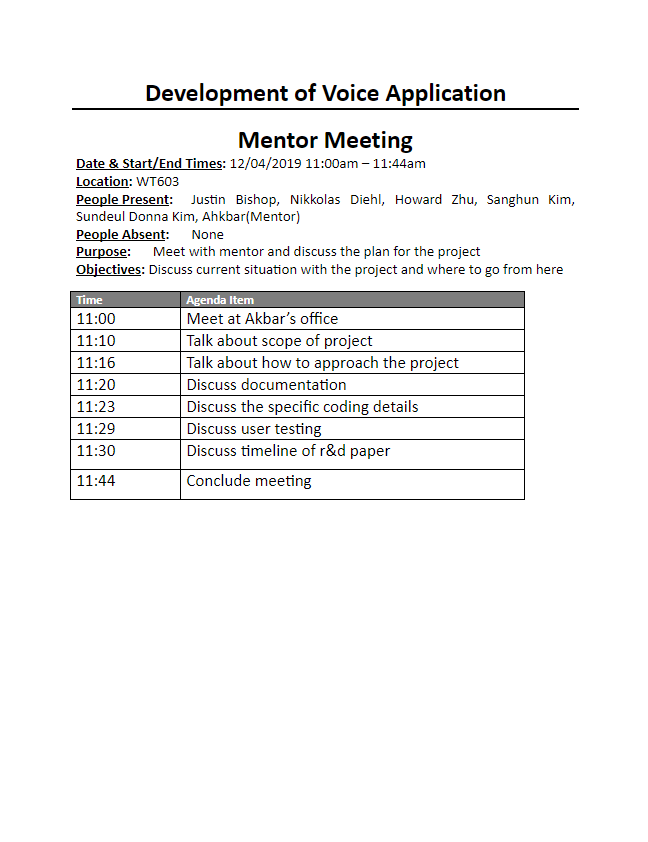 Development of Voice Application
Mentor Meeting
Date & Start/End Times: 12/04/2019 11:00am – 11:44am
Location: WT603
People Present: Justin Bishop, Nikkolas Diehl, Howard Zhu, Sanghun Kim,
Sundeul Donna Kim, Ahkbar(Mentor)
People Absent: None
Purpose: Meet with mentor and discuss the plan for the project
Objectives: Discuss current situation with the project and where to go from here
Time Agenda Item
11:00 Meet at Akbar’s office
11:10 Talk about scope of project
11:16 Talk about how to approach the project
11:20 Discuss documentation
11:23 Discuss the specific coding details
11:29 Discuss user testing
11:30 Discuss timeline of r&d paper
11:44 Conclude meeting